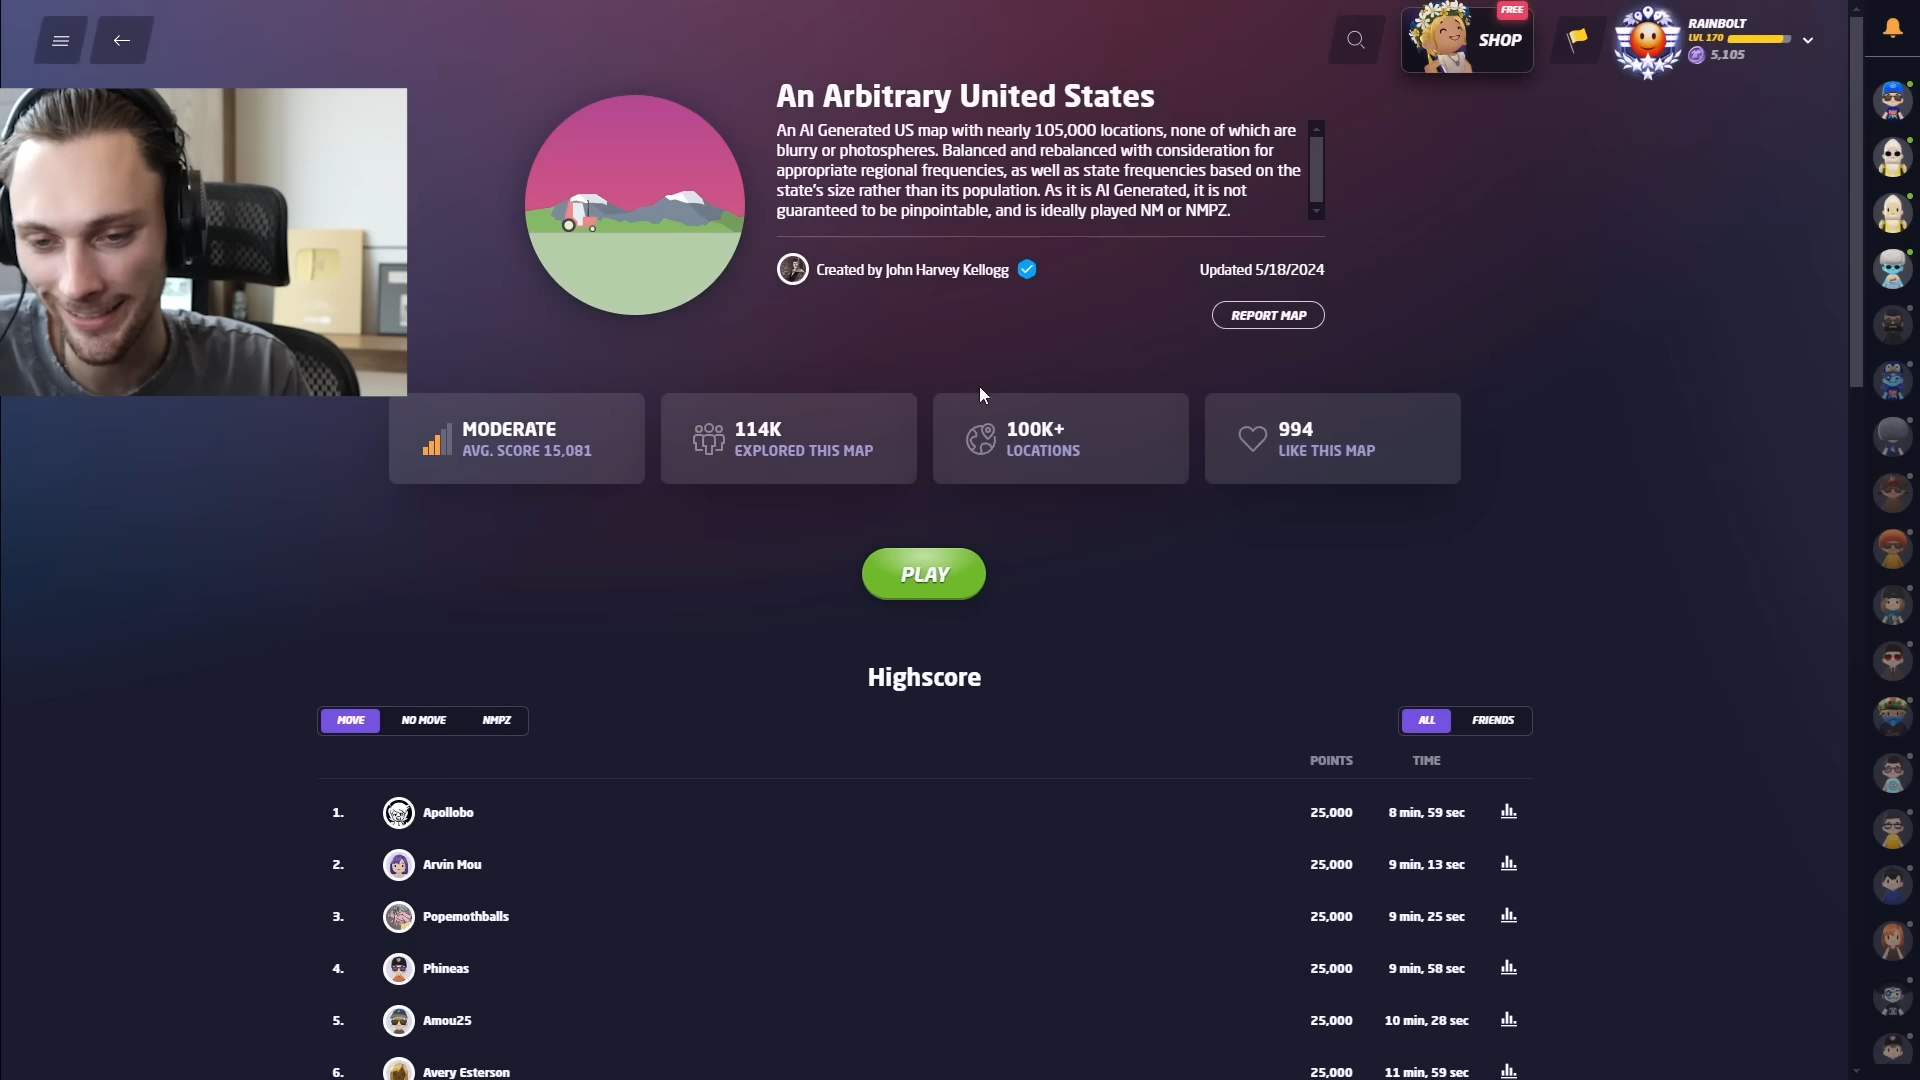 FREE
SHOP
RAINBOLT
LVL 170
5,105
An Arbitrary United States
An AI Generated US map with nearly 105,000 locations, none of which are
blurry or photospheres. Balanced and rebalanced with consideration for
appropriate regional frequencies, as well as state frequencies based on the
state's size rather than its population. As it is AI Generated, it is not
guaranteed to be pinpointable, and is ideally played NM or NMPZ.
Created by John Harvey Kellogg
Updated 5/18/2024
REPORT MAP
MODERATE
AVG. SCORE 15,081
114K
EXPLORED THIS MAP
100K+
LOCATIONS
994
LIKE THIS MAP
PLAY
Highscore
MOVE NO MOVE NMPZ
ALL FRIENDS
POINTS TIME
1. Apollobo 25,000 8 min, 59 sec
2. Arvin Mou 25,000 9 min, 13 sec
3. Popemothballs 25,000 9 min, 25 sec
4. Phineas 25,000 9 min, 58 sec
5. Amou25 25,000 10 min, 28 sec
6. Avery Esterson 25,000 11 min, 59 sec